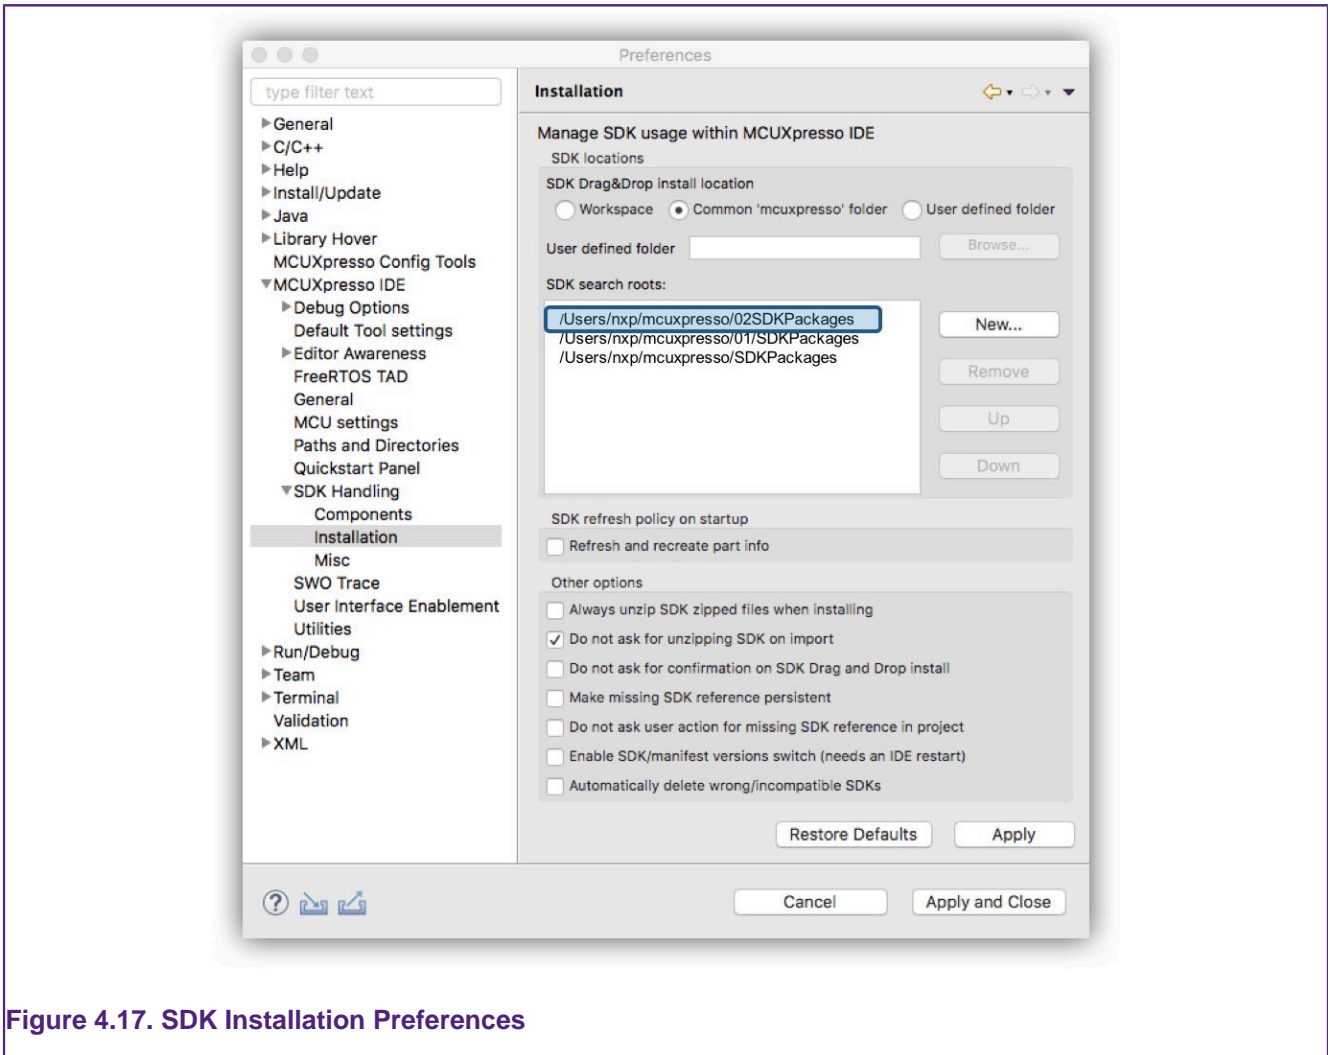 Preferences
type filter text
General
C/C++
Help
Install/Update
Java
Library Hover
MCUXpresso Config Tools
MCUXpresso IDE
Debug Options
Default Tool settings
Editor Awareness
FreeRTOS TAD
General
MCU settings
Paths and Directories
Quickstart Panel
SDK Handling
Components
Installation
Misc
SWO Trace
User Interface Enablement
Utilities
Run/Debug
Team
Terminal
Validation
XML
Installation
Manage SDK usage within MCUXpresso IDE
SDK locations
SDK Drag&Drop install location
Workspace Common 'mcuxpresso' folder User defined folder
User defined folder Browse...
SDK search roots:
/Users/nxp/mcuxpresso/02SDKPackages
/Users/nxp/mcuxpresso/01/SDKPackages
/Users/nxp/mcuxpresso/SDKPackages
New...
Remove
Up
Down
SDK refresh policy on startup
Refresh and recreate part info
Other options
Always unzip SDK zipped files when installing
Do not ask for unzipping SDK on import
Do not ask for confirmation on SDK Drag and Drop install
Make missing SDK reference persistent
Do not ask user action for missing SDK reference in project
Enable SDK/manifest versions switch (needs an IDE restart)
Automatically delete wrong/incompatible SDKs
Restore Defaults Apply
? Cancel Apply and Close
Figure 4.17. SDK Installation Preferences